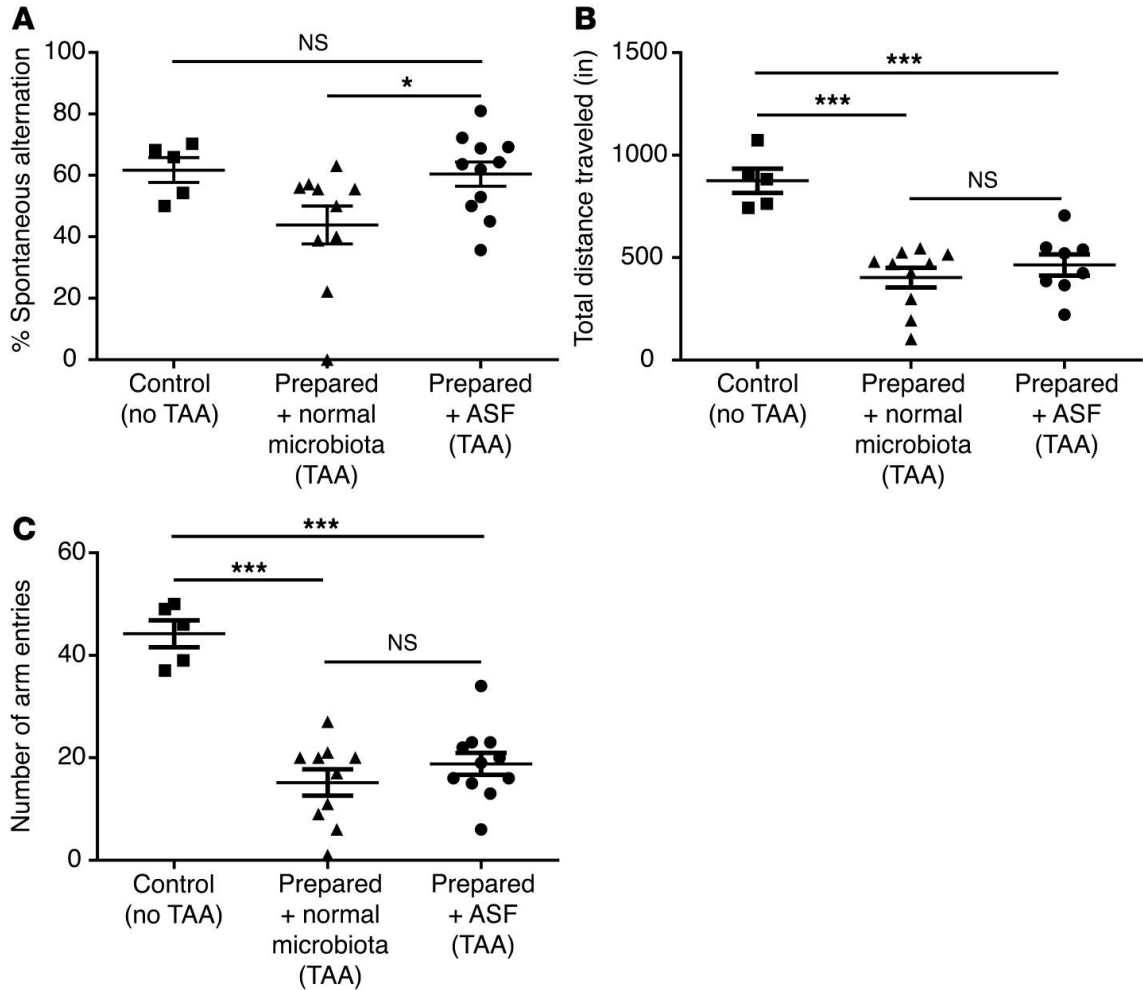 A
% Spontaneous alternation
100
80
60
40
20
0
NS
*
Control
(no TAA)
Prepared
+ normal
microbiota
(TAA)
Prepared
+ ASF
(TAA)
B
Total distance traveled (in)
1500
1000
500
0
***
***
NS
Control
(no TAA)
Prepared
+ normal
microbiota
(TAA)
Prepared
+ ASF
(TAA)
C
Number of arm entries
60
40
20
0
***
***
NS
Control
(no TAA)
Prepared
+ normal
microbiota
(TAA)
Prepared
+ ASF
(TAA)